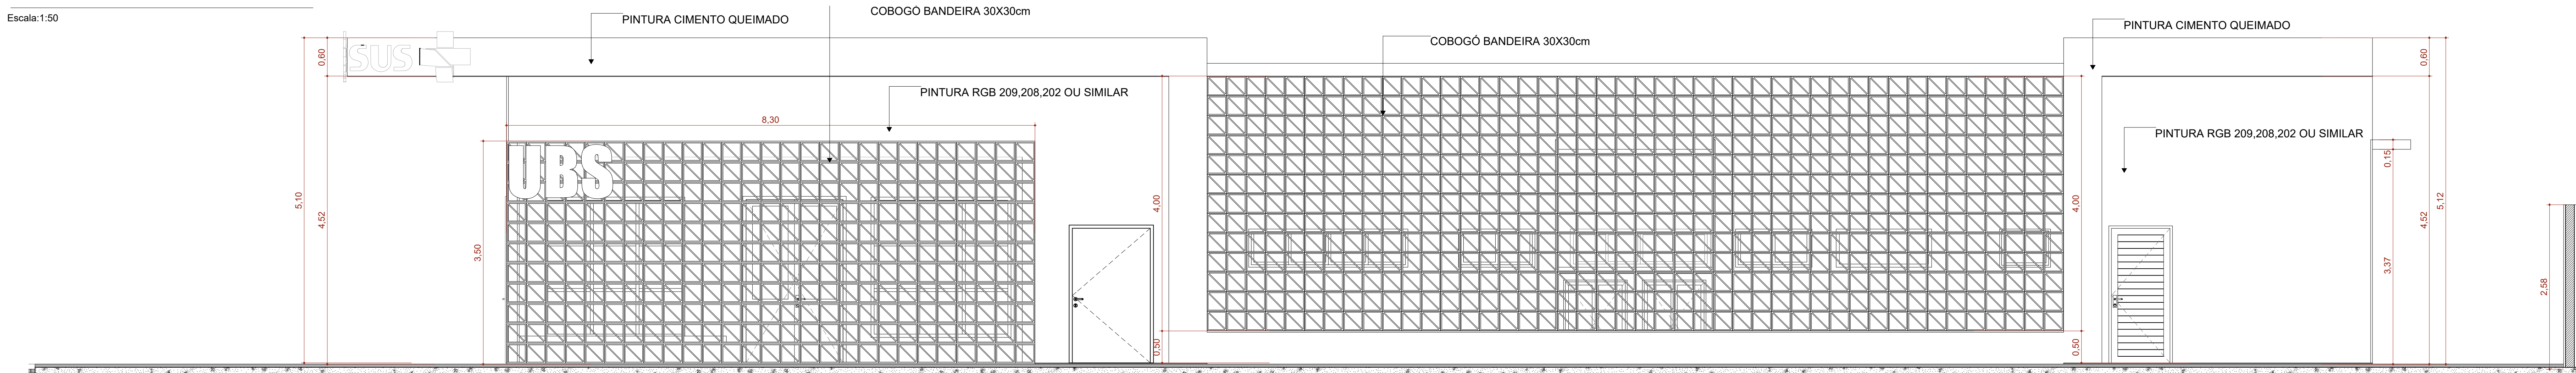 Escala:1:50
PINTURA CIMENTO QUEIMADO
COBOGÓ BANDEIRA 30X30cm
COBOGÓ BANDEIRA 30X30cm
PINTURA CIMENTO QUEIMADO
SUS
0,60
0,60
PINTURA RGB 209,208,202 OU SIMILAR
8,30
PINTURA RGB 209,208,202 OU SIMILAR
UBS
0,15
5,10
4,52
3,50
4,00
4,00
4,52
5,12
3,37
2,58
0,50
0,50